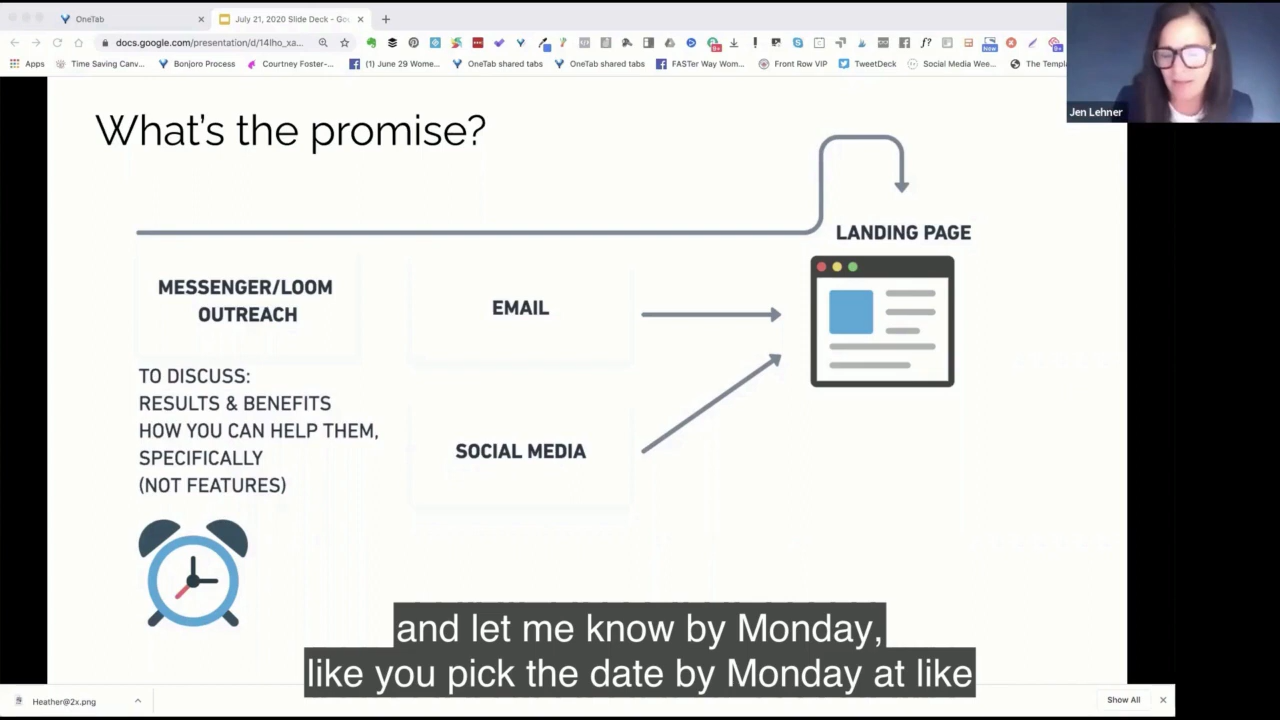 OneTab
July 21, 2020 Slide Deck - Gou
docs.google.com/presentation/d/14lho_xa...
Apps
Time Saving Canv...
Bonjoro Process
Courtney Foster-...
(1) June 29 Wome...
OneTab shared tabs
OneTab shared tabs
FASTer Way Wom...
Front Row VIP
TweetDeck
Social Media Wee...
The Templa
Jen Lehner
What's the promise?
LANDING PAGE
MESSENGER/LOOM
OUTREACH
EMAIL
TO DISCUSS:
RESULTS & BENEFITS
HOW YOU CAN HELP THEM,
SPECIFICALLY
(NOT FEATURES)
SOCIAL MEDIA
and let me know by Monday,
like you pick the date by Monday at like
Heather@2x.png
Show All